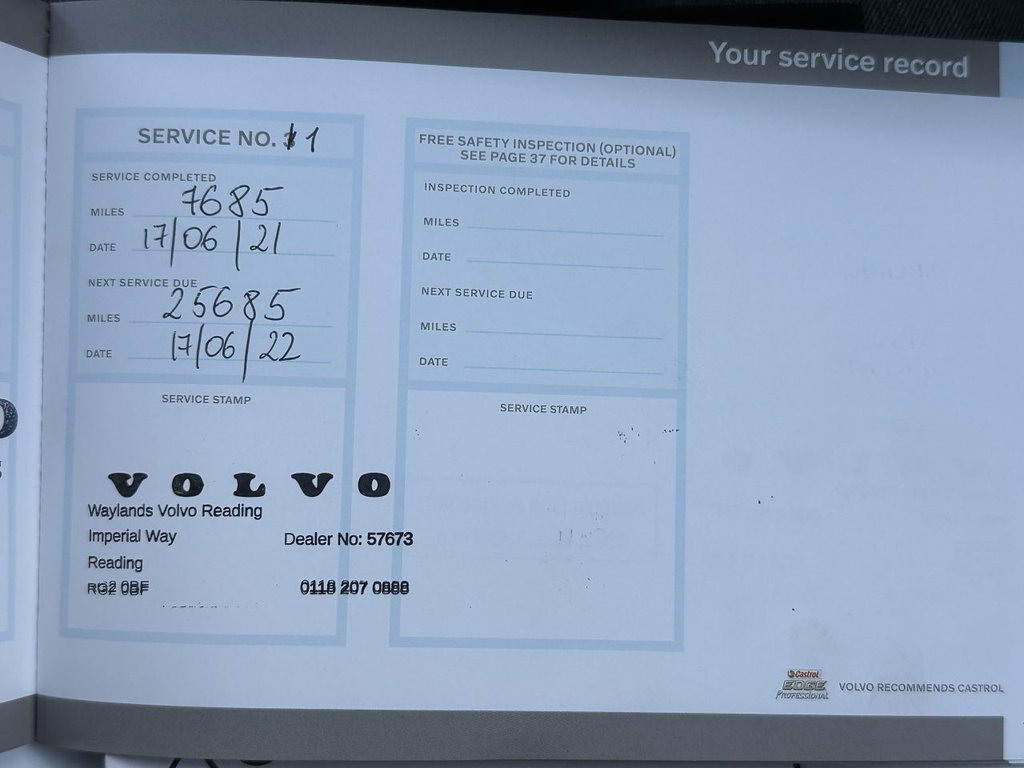 Your service record
SERVICE NO. 1
SERVICE COMPLETED
MILES 7685
DATE 17/06/21
NEXT SERVICE DUE
MILES 25685
DATE 17/06/22
SERVICE STAMP
VOLVO
Waylands Volvo Reading
Imperial Way Dealer No: 57673
Reading
RG2 0BF 0118 207 0888
FREE SAFETY INSPECTION (OPTIONAL)
SEE PAGE 37 FOR DETAILS
INSPECTION COMPLETED
MILES
DATE
NEXT SERVICE DUE
MILES
DATE
SERVICE STAMP
Castrol
EDGE
PROFESSIONAL
VOLVO RECOMMENDS CASTROL